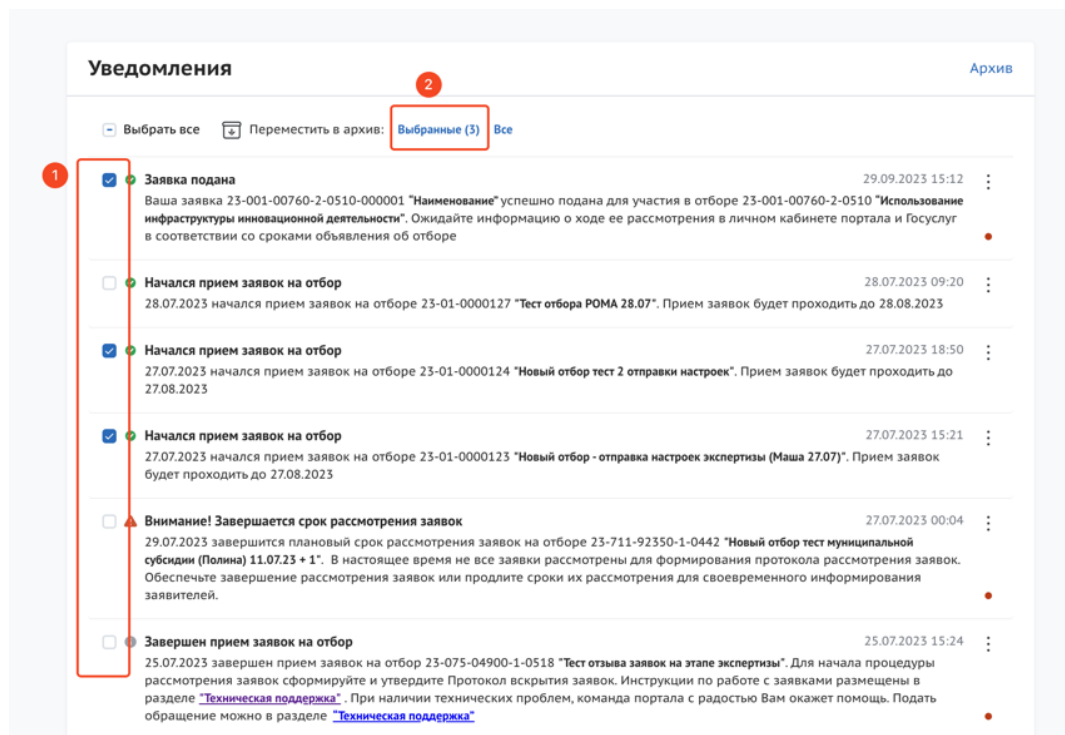 Уведомления
Архив
2
Выбрать все Переместить в архив: Выбранные (3) Все
1
Заявка подана 29.09.2023 15:12
Ваша заявка 23-001-00760-2-0510-000001 "Наименование" успешно подана для участия в отборе 23-001-00760-2-0510 "Использование
инфраструктуры инновационной деятельности". Ожидайте информацию о ходе ее рассмотрения в личном кабинете портала и Госуслуг
в соответствии со сроками объявления об отборе
Начался прием заявок на отбор 28.07.2023 09:20
28.07.2023 начался прием заявок на отборе 23-01-0000127 "Тест отбора РОМА 28.07". Прием заявок будет проходить до 28.08.2023
Начался прием заявок на отбор 27.07.2023 18:50
27.07.2023 начался прием заявок на отборе 23-01-0000124 "Новый отбор тест 2 отправки настроек". Прием заявок будет проходить до
27.08.2023
Начался прием заявок на отбор 27.07.2023 15:21
27.07.2023 начался прием заявок на отборе 23-01-0000123 "Новый отбор - отправка настроек экспертизы (Маша 27.07)". Прием заявок
будет проходить до 27.08.2023
Внимание! Завершается срок рассмотрения заявок 27.07.2023 00:04
29.07.2023 завершится плановый срок рассмотрения заявок на отборе 23-711-92350-1-0442 "Новый отбор тест муниципальной
субсидии (Полина) 11.07.23 + 1". В настоящее время не все заявки рассмотрены для формирования протокола рассмотрения заявок.
Обеспечьте завершение рассмотрения заявок или продлите сроки их рассмотрения для своевременного информирования
заявителей.
Завершен прием заявок на отбор 25.07.2023 15:24
25.07.2023 завершен прием заявок на отбор 23-075-04900-1-0518 "Тест отзыва заявок на этапе экспертизы". Для начала процедуры
рассмотрения заявок сформируйте и утвердите Протокол вскрытия заявок. Инструкции по работе с заявками размещены в
разделе "Техническая поддержка" . При наличии технических проблем, команда портала с радостью Вам окажет помощь. Подать
обращение можно в разделе "Техническая поддержка"